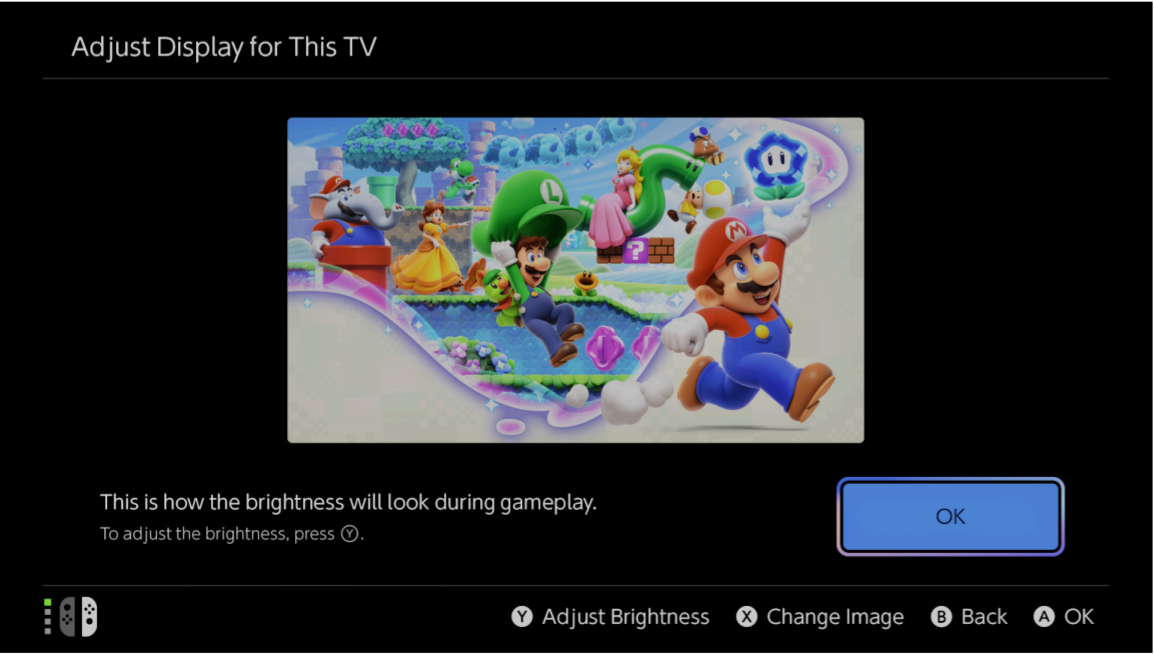 Adjust Display for This TV
L
?
M
This is how the brightness will look during gameplay.
To adjust the brightness, press Ⓨ.
OK
Ⓨ Adjust Brightness Ⓧ Change Image Ⓑ Back Ⓐ OK